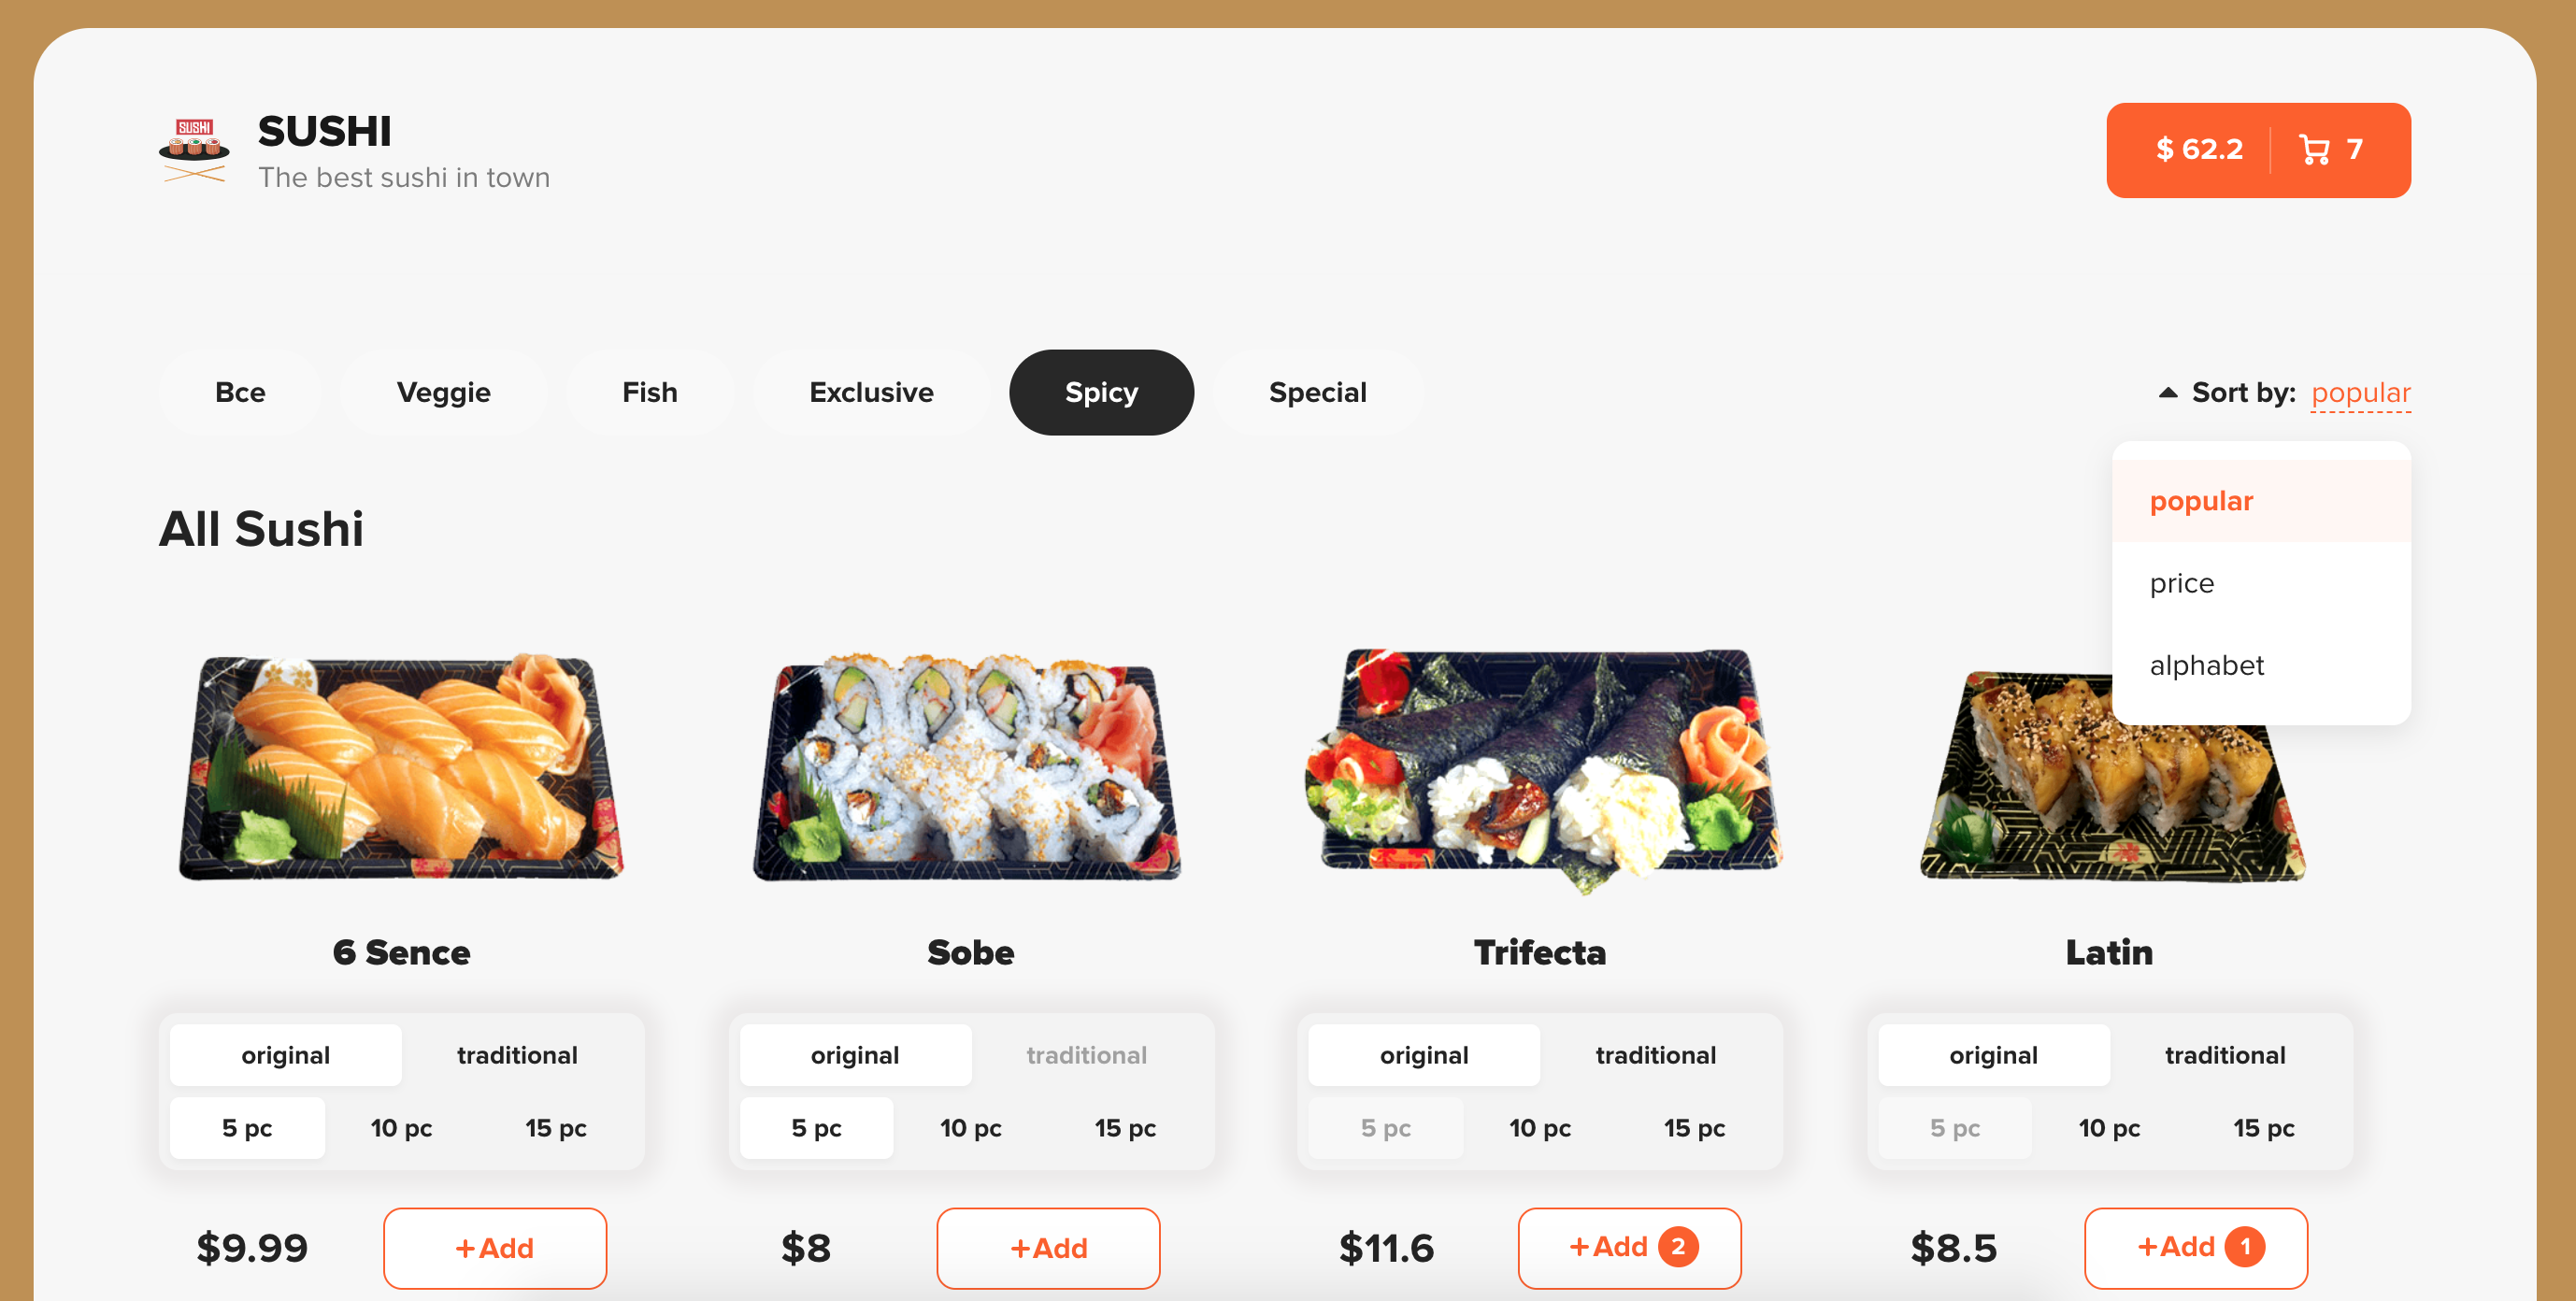 SUSHI
SUSHI
The best sushi in town
$ 62.2 7
Все Veggie Fish Exclusive Spicy Special
Sort by: popular
popular
price
alphabet
All Sushi
6 Sence Sobe Trifecta Latin
original traditional original traditional original traditional original traditional
5 pc 10 pc 15 pc 5 pc 10 pc 15 pc 5 pc 10 pc 15 pc 5 pc 10 pc 15 pc
$9.99 +Add $8 +Add $11.6 +Add 2 $8.5 +Add 1